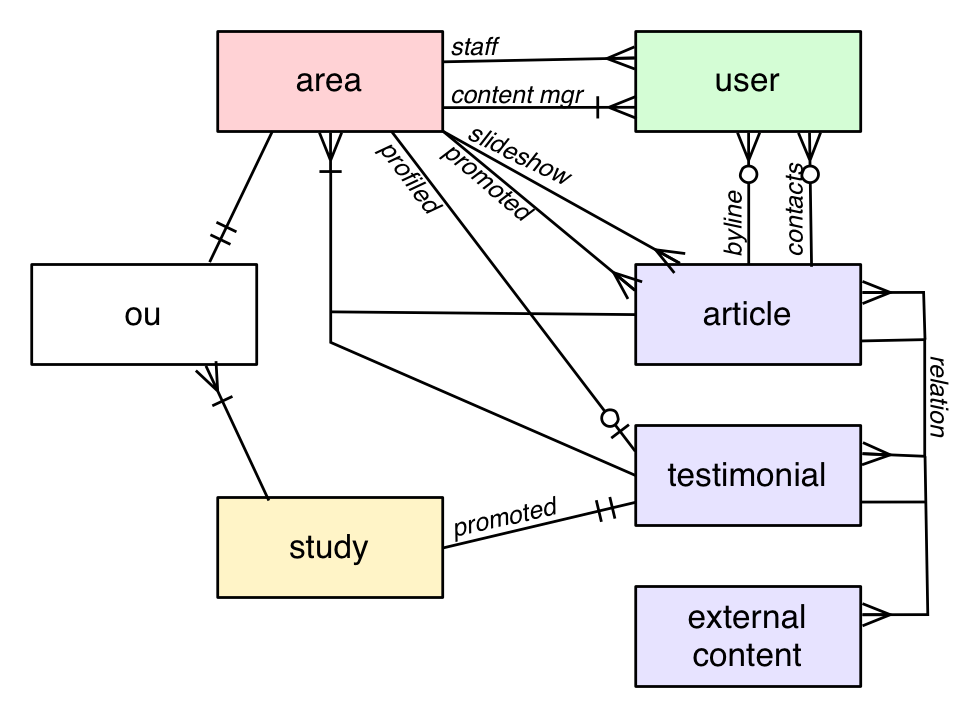 area
staff
user
content mgr
slideshow
promoted
profiled
byline
contacts
ou
article
relation
testimonial
promoted
study
external
content